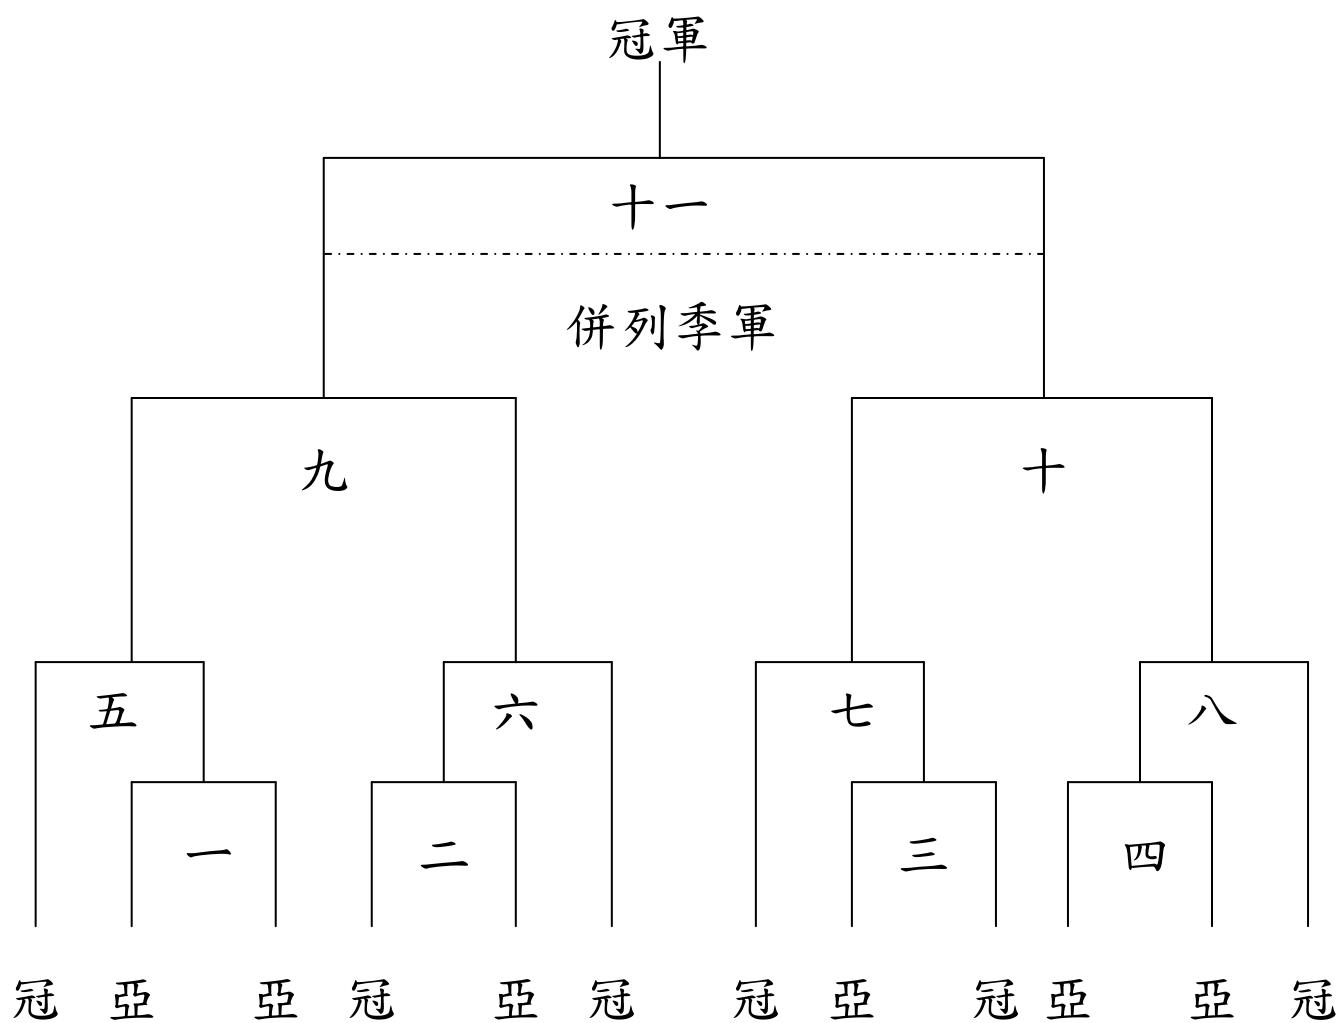 冠軍
十一
併列季軍
九 十
五 六 七 八
一 二 三 四
冠 亞 亞 冠 亞 冠 冠 亞 冠 亞 亞 冠